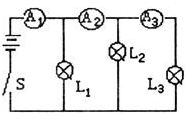 A₁ A₂ A₃
L₂
S L₁ L₃